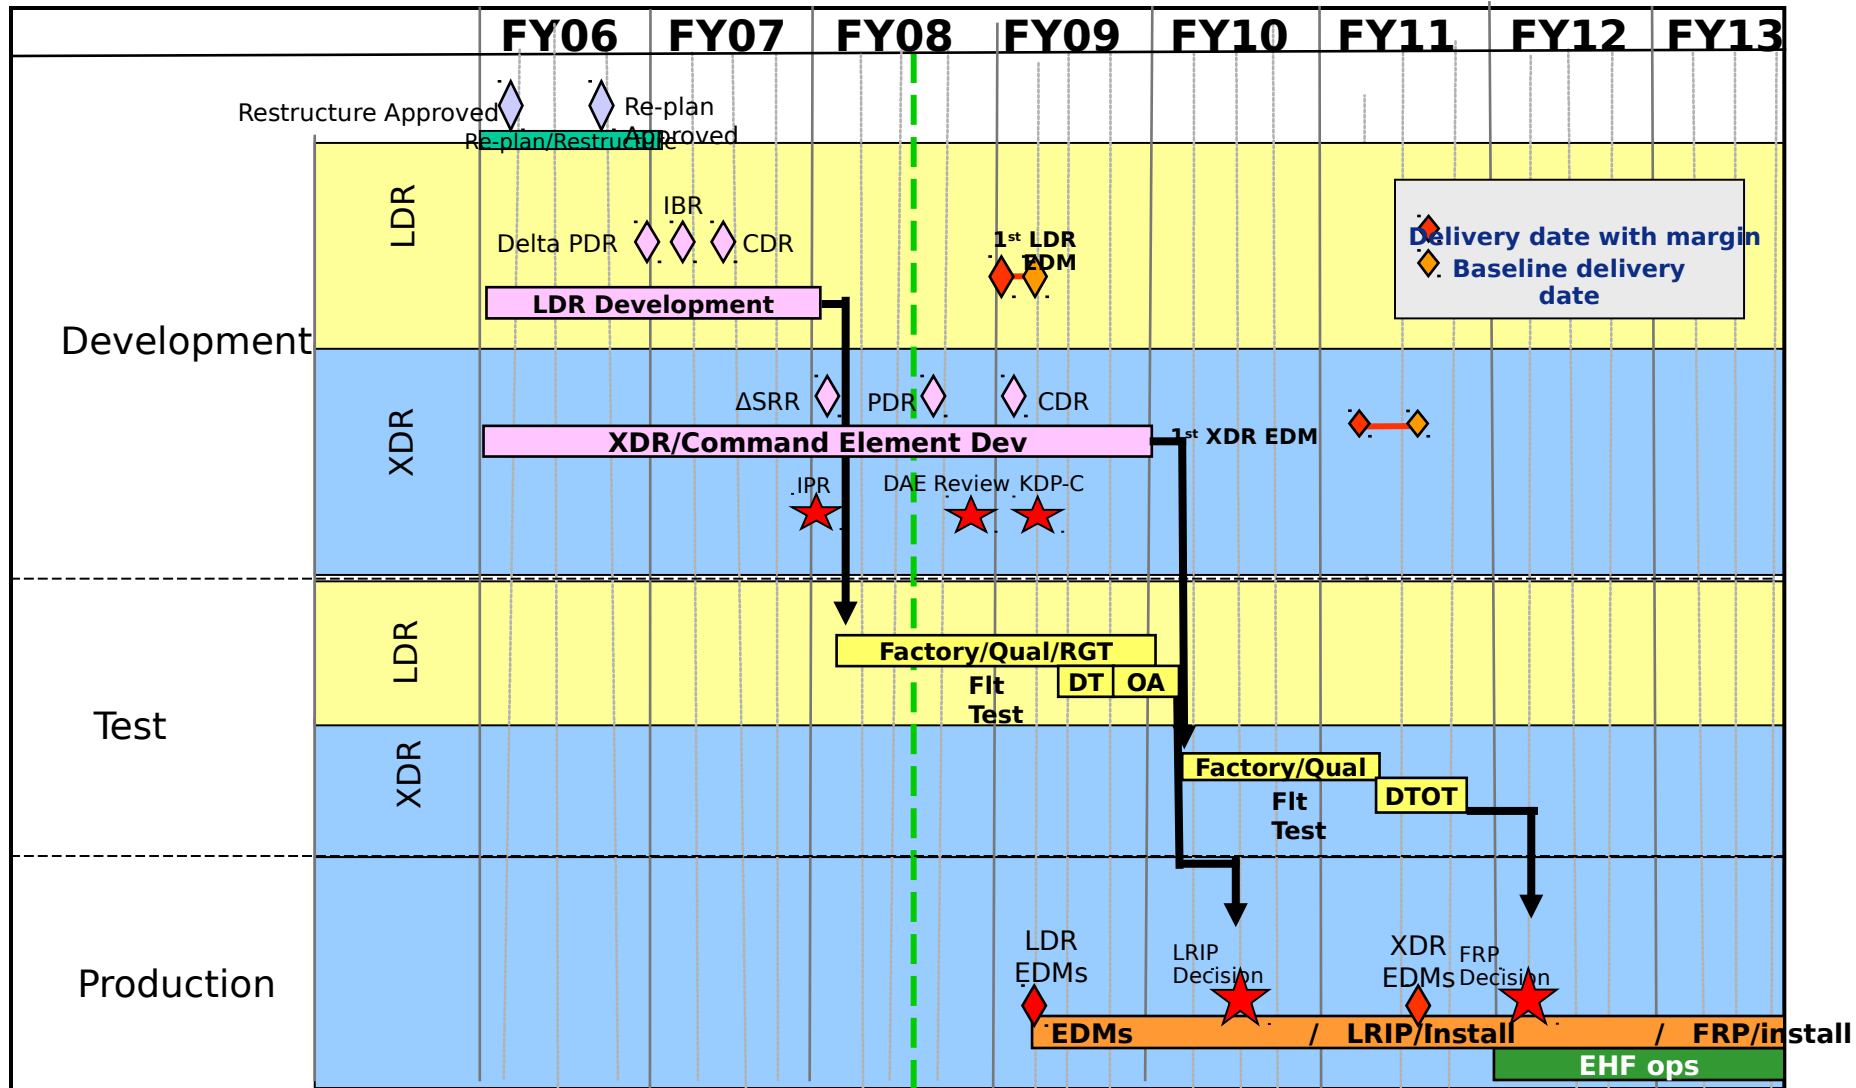 FY06 FY07 FY08 FY09 FY10 FY11 FY12 FY13
Restructure Approved
Re-plan
Approved
Re-plan/Restructure
Development
LDR
IBR
Delta PDR
CDR
1st LDR
EDM
Delivery date with margin
Baseline delivery
date
LDR Development
XDR
ΔSRR
PDR
CDR
XDR/Command Element Dev
1st XDR EDM
IPR
DAE Review
KDP-C
Test
LDR
Factory/Qual/RGT
Flt
Test
DT
OA
XDR
Factory/Qual
Flt
Test
DTOT
Production
LDR
EDMs
LRIP
Decision
XDR
EDMs
FRP
Decision
EDMs / LRIP/Install / FRP/install
EHF ops